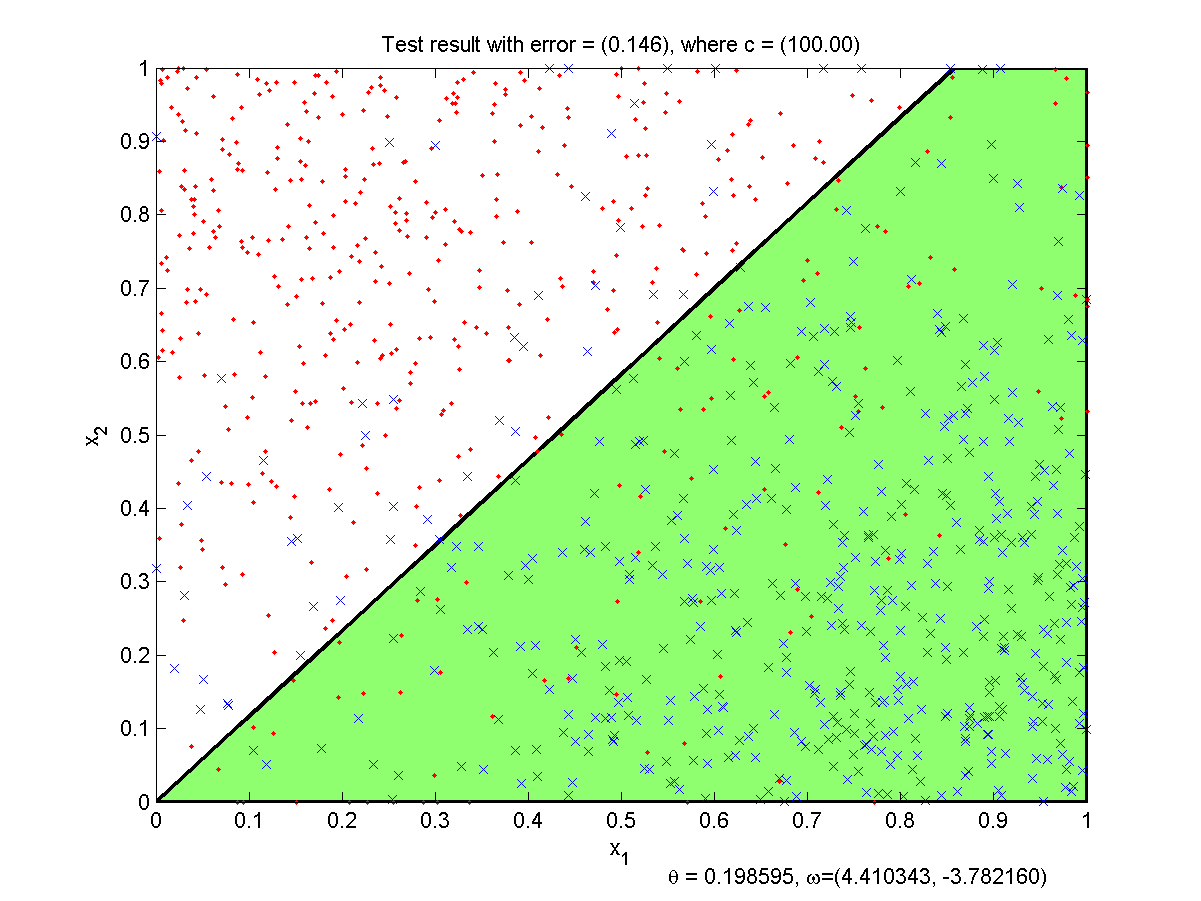 Test result with error = (0.146), where c = (100.00)
1
0.9
0.8
0.7
0.6
0.5
0.4
0.3
0.2
0.1
0
x₂
0 0.1 0.2 0.3 0.4 0.5 0.6 0.7 0.8 0.9 1
x₁
θ = 0.198595, ω=(4.410343, -3.782160)